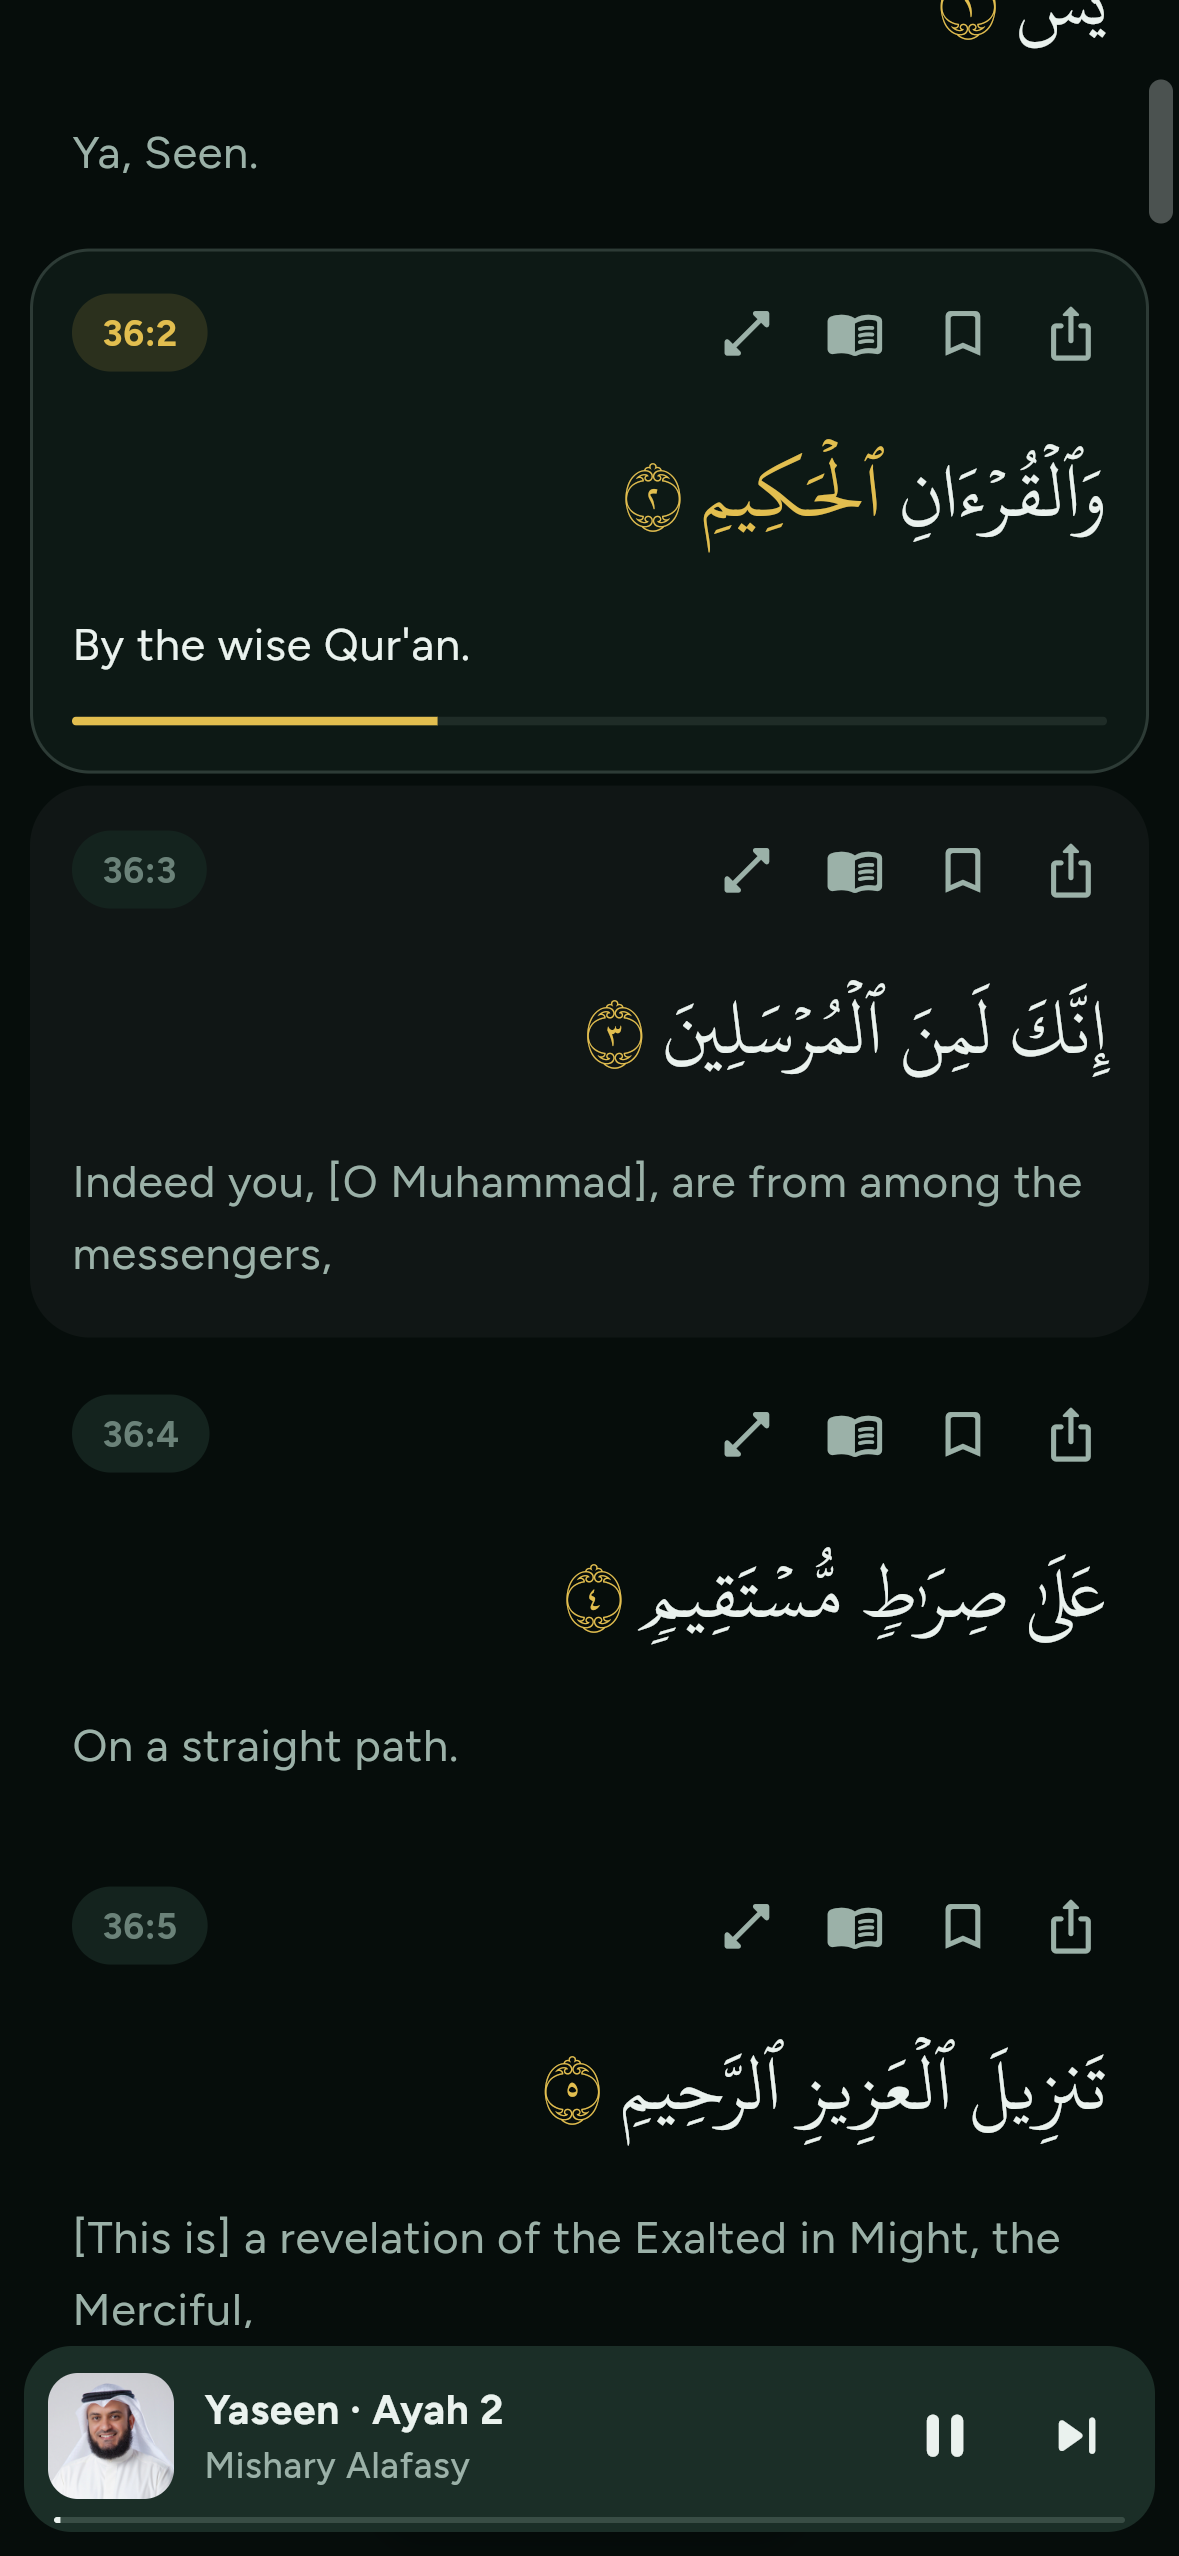 يسٓ ١
Ya, Seen.
36:2
وَٱلْقُرْءَانِ ٱلْحَكِيمِ ٢
By the wise Qur'an.
36:3
إِنَّكَ لَمِنَ ٱلْمُرْسَلِينَ ٣
Indeed you, [O Muhammad], are from among the
messengers,
36:4
عَلَىٰ صِرَٰطٍ مُّسْتَقِيمٍ ٤
On a straight path.
36:5
تَنزِيلَ ٱلْعَزِيزِ ٱلرَّحِيمِ ٥
[This is] a revelation of the Exalted in Might, the
Merciful,
Yaseen · Ayah 2
Mishary Alafasy